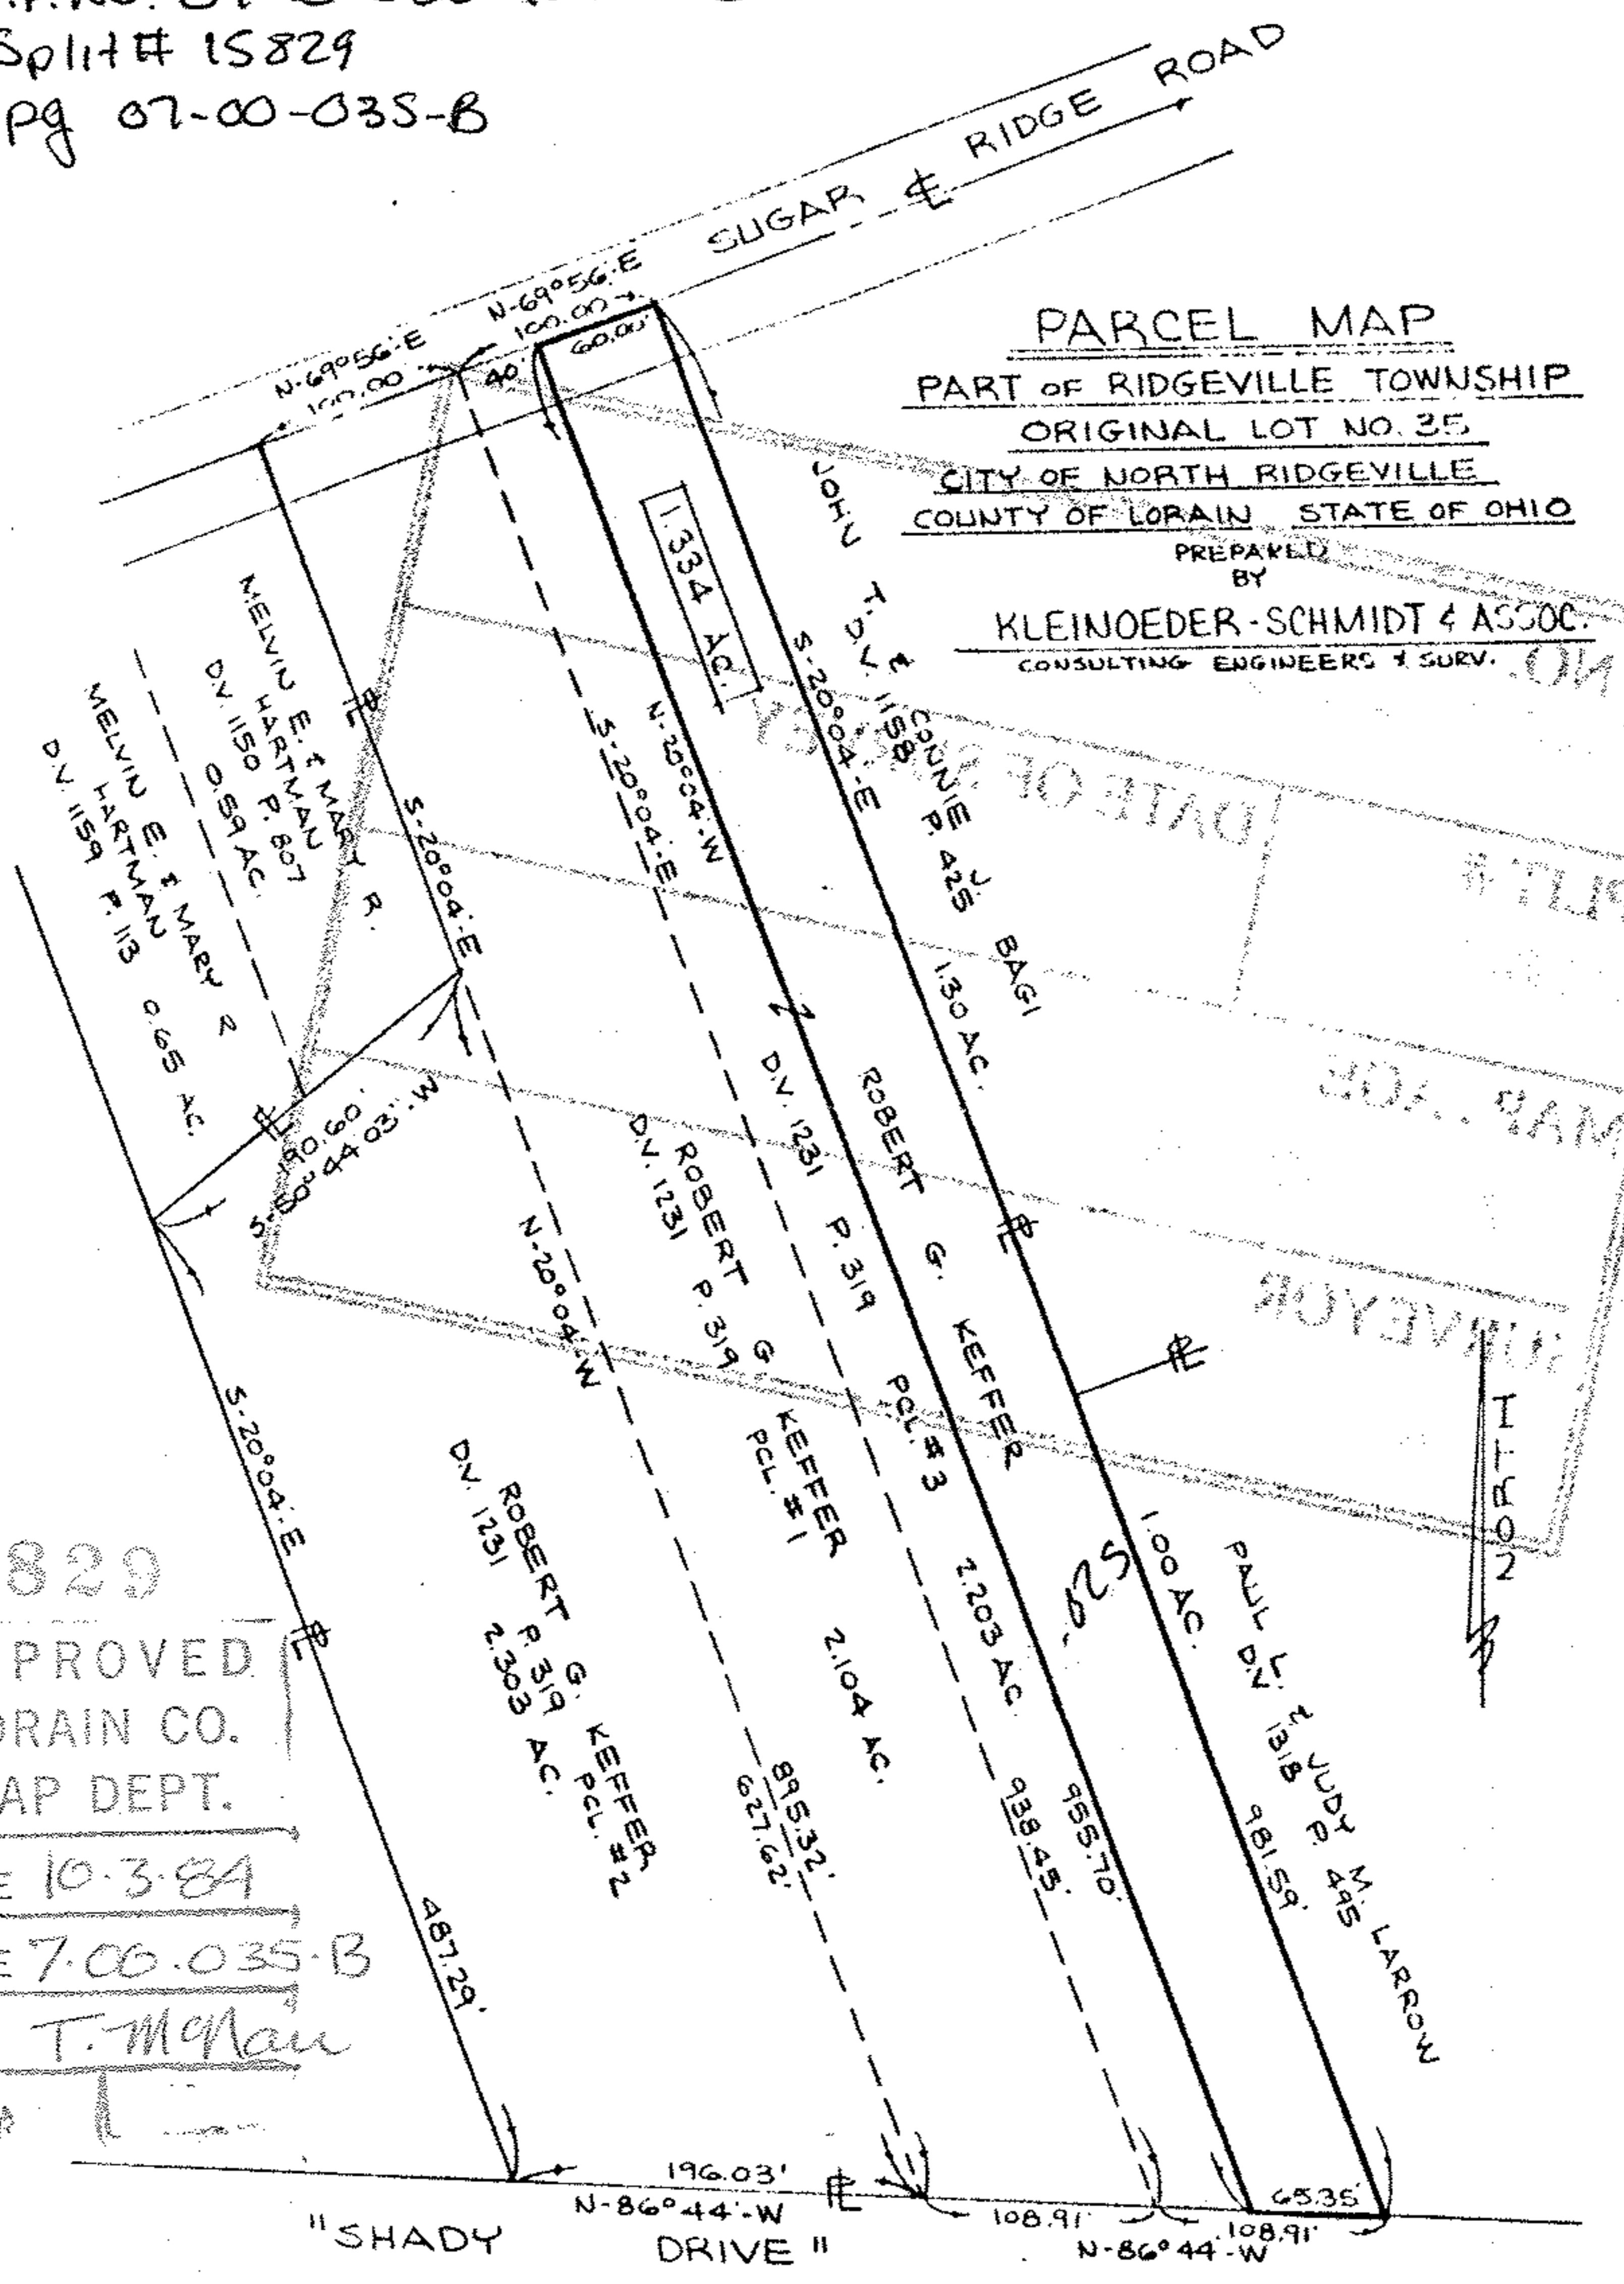 Split # 15829
pg 07-00-035-B
SUGAR ℄ RIDGE ROAD
N-69°56'-E
100.00
N-69°56'-E
100.00
40'
60.00'
PARCEL MAP
PART OF RIDGEVILLE TOWNSHIP
ORIGINAL LOT NO. 35
CITY OF NORTH RIDGEVILLE
COUNTY OF LORAIN STATE OF OHIO
PREPARED
BY
KLEINOEDER-SCHMIDT & ASSOC.
CONSULTING ENGINEERS & SURV.
1.334 AC.
JOHN T. & CONNIE J. BAGI
D.V. 1158 P. 425 1.30 AC.
S-20°04'-E
N-20°04'-W
S-20°04'-E
MELVIN E. & MARY R.
HARTMAN
D.V. 1150 P. 807
0.59 AC.
MELVIN E. & MARY R
HARTMAN
D.V. 1159 P. 113 0.65 AC.
S-20°04'-E
190.60'
S-50°44'03"-W
N-20°04'-W
S-20°04'-E
ROBERT G. KEFFER
D.V. 1231 P. 319 PCL. #3 2.203 AC.
ROBERT G. KEFFER
D.V. 1231 P. 319 PCL. #1 2.104 AC.
ROBERT G. KEFFER
D.V. 1231 P. 319 PCL. #2
2.303 AC.
PAUL L. & JUDY M. LARROW
D.V. 1318 P. 495
1.00 AC.
NORTH
DATE OF SURVEY
SURVEYOR
895.32'
627.62'
938.45'
955.70'
981.59'
487.29'
829
PROVED
RAIN CO.
AP DEPT.
10.3.84
7.00.035-B
196.03'
N-86°44'-W
108.91'
65.35'
108.91'
N-86°44'-W
"SHADY DRIVE"